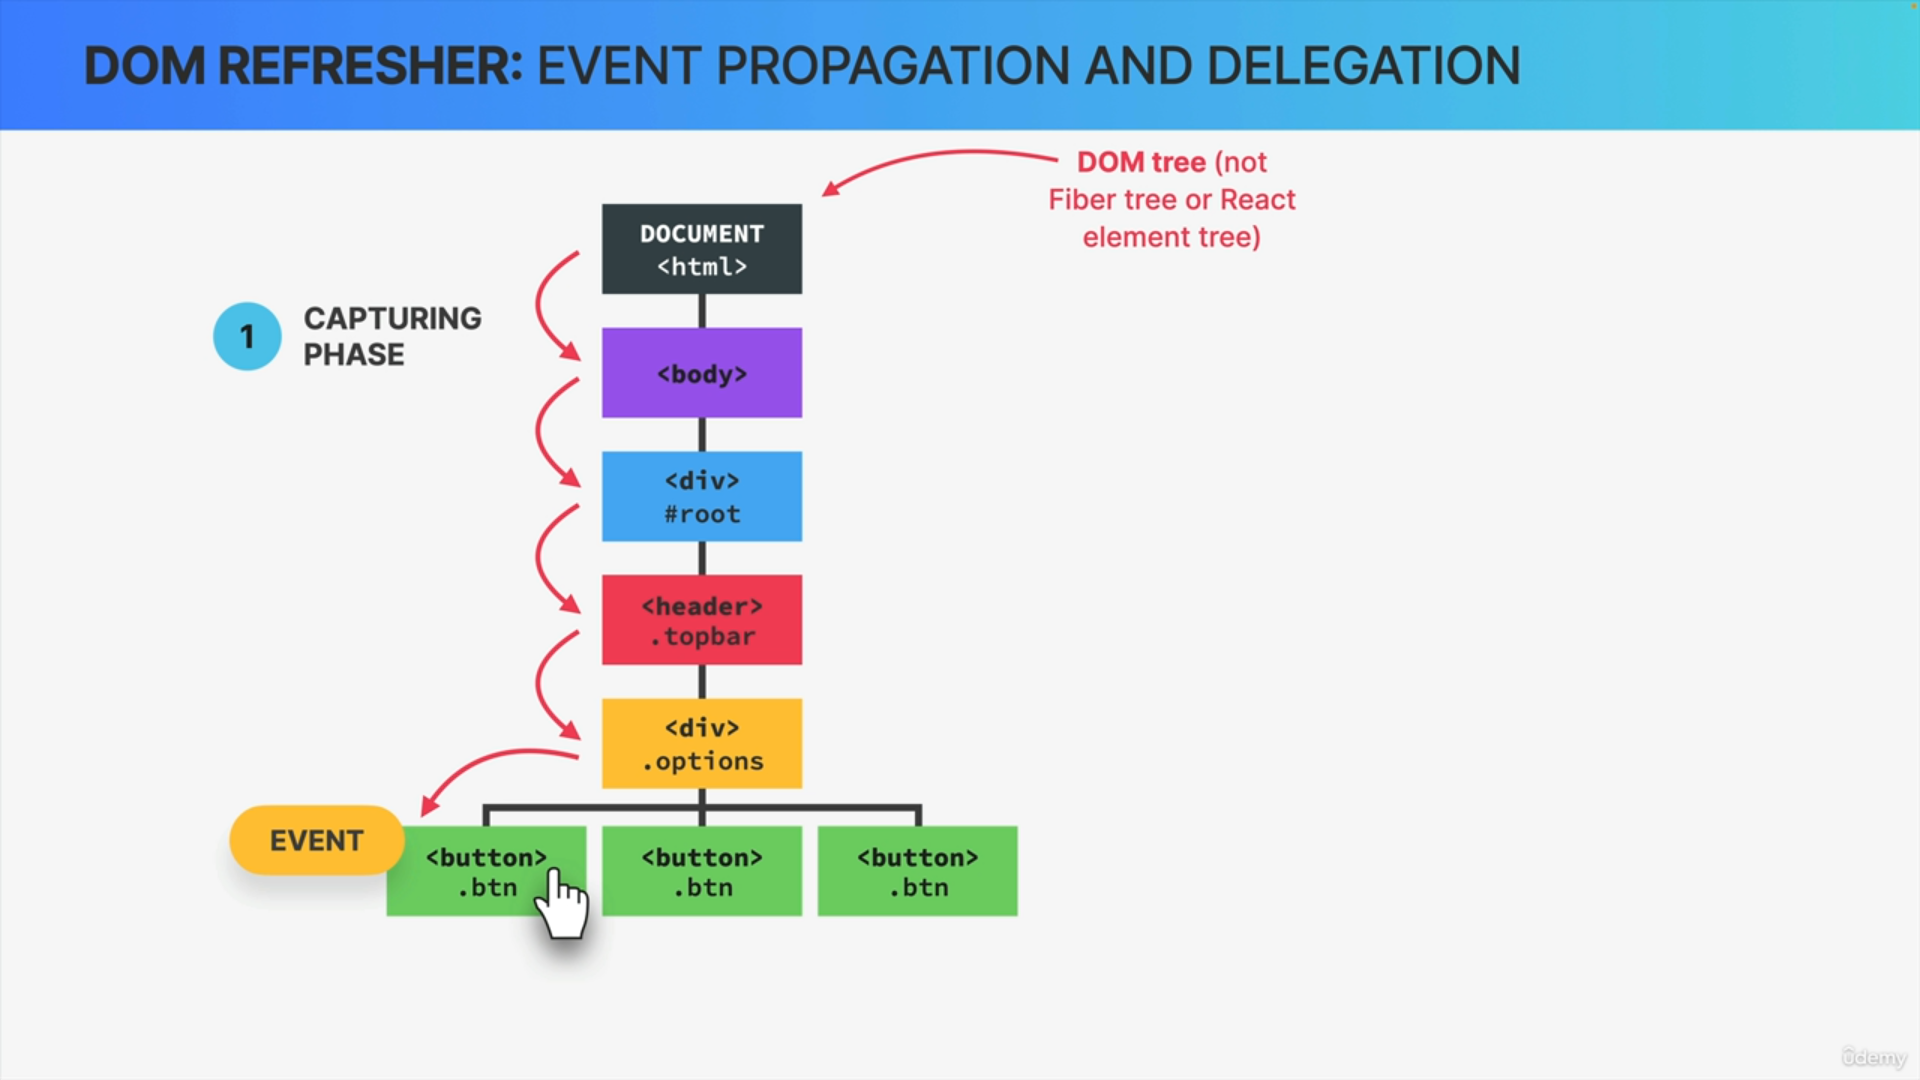 DOM REFRESHER: EVENT PROPAGATION AND DELEGATION
DOM tree (not
Fiber tree or React
element tree)
DOCUMENT
<html>
1
CAPTURING
PHASE
<body>
<div>
#root
<header>
.topbar
<div>
.options
EVENT
<button>
.btn
<button>
.btn
<button>
.btn
ûdemy